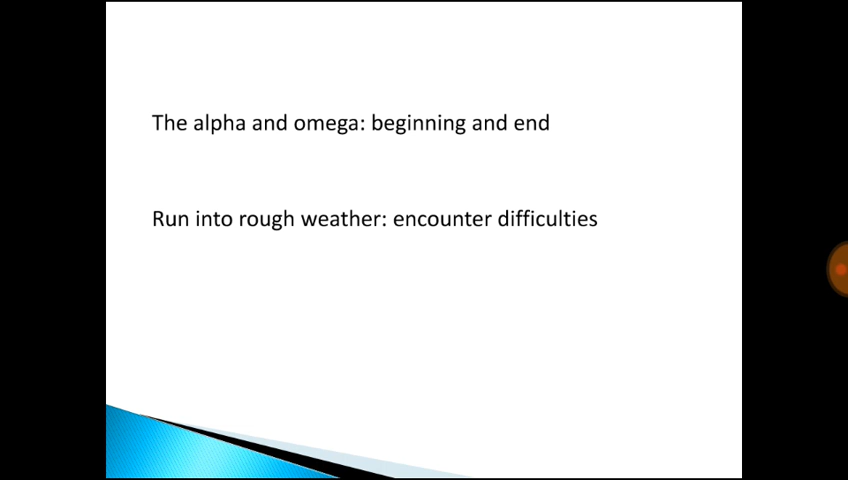 The alpha and omega: beginning and end
Run into rough weather: encounter difficulties